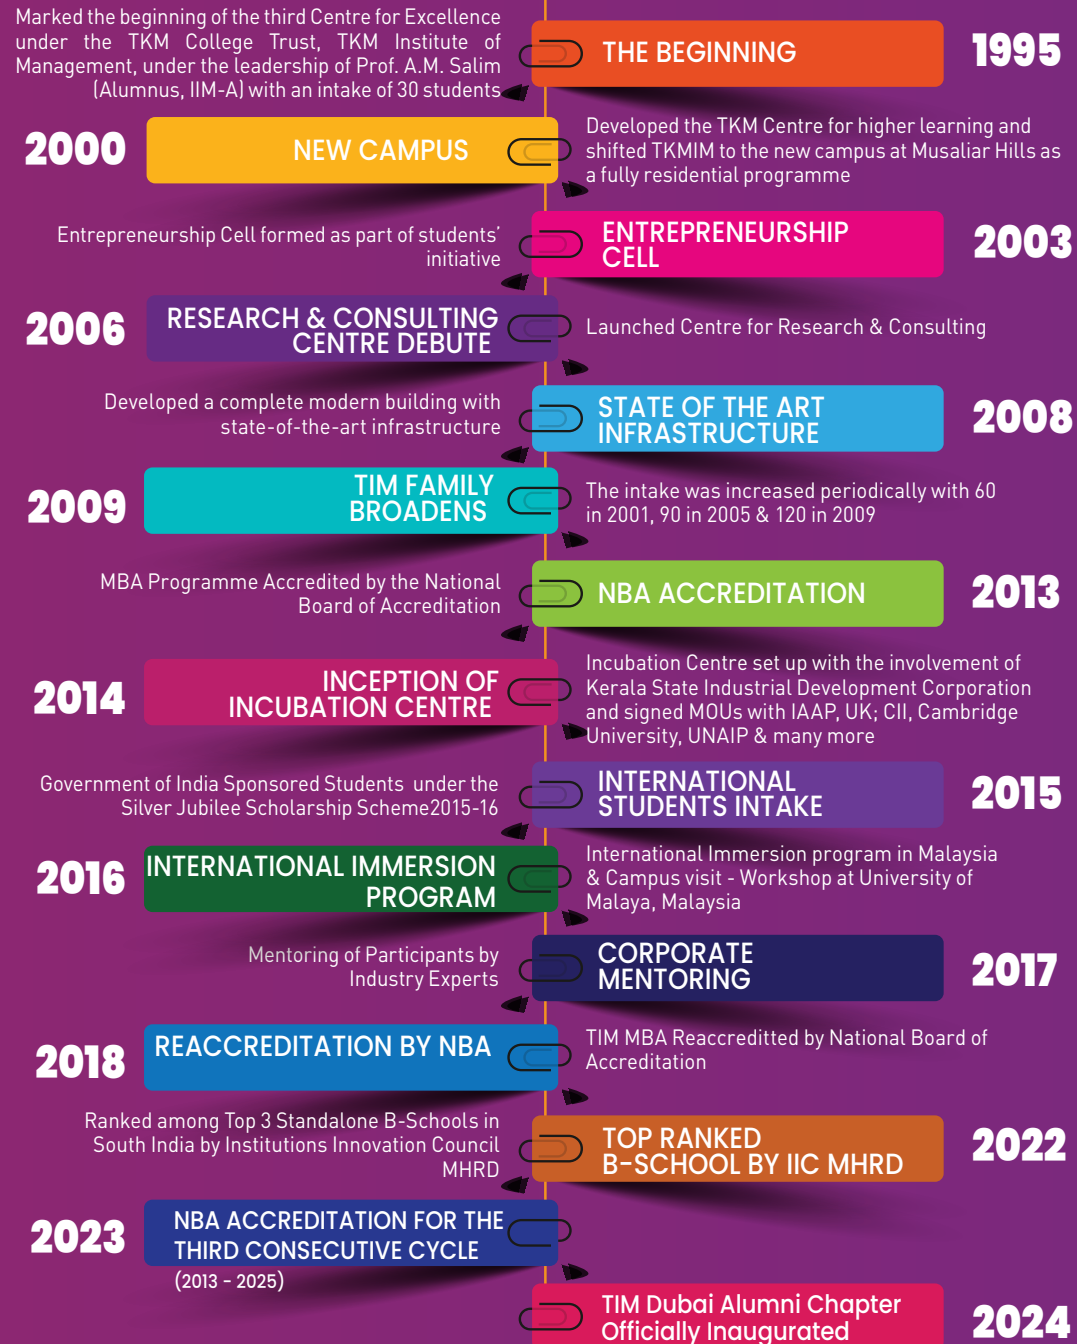 Marked the beginning of the third Centre for Excellence
under the TKM College Trust, TKM Institute of
Management, under the leadership of Prof. A.M. Salim
(Alumnus, IIM-A) with an intake of 30 students
THE BEGINNING
1995
2000
NEW CAMPUS
Developed the TKM Centre for higher learning and
shifted TKMIM to the new campus at Musaliar Hills as
a fully residential programme
Entrepreneurship Cell formed as part of students'
initiative
ENTREPRENEURSHIP
CELL
2003
2006
RESEARCH & CONSULTING
CENTRE DEBUTE
Launched Centre for Research & Consulting
Developed a complete modern building with
state-of-the-art infrastructure
STATE OF THE ART
INFRASTRUCTURE
2008
2009
TIM FAMILY
BROADENS
The intake was increased periodically with 60
in 2001, 90 in 2005 & 120 in 2009
MBA Programme Accredited by the National
Board of Accreditation
NBA ACCREDITATION
2013
2014
INCEPTION OF
INCUBATION CENTRE
Incubation Centre set up with the involvement of
Kerala State Industrial Development Corporation
and signed MOUs with IAAP, UK; CII, Cambridge
University, UNAIP & many more
Government of India Sponsored Students under the
Silver Jubilee Scholarship Scheme2015-16
INTERNATIONAL
STUDENTS INTAKE
2015
2016
INTERNATIONAL IMMERSION
PROGRAM
International Immersion program in Malaysia
& Campus visit - Workshop at University of
Malaya, Malaysia
Mentoring of Participants by
Industry Experts
CORPORATE
MENTORING
2017
2018
REACCREDITATION BY NBA
TIM MBA Reaccreditted by National Board of
Accreditation
Ranked among Top 3 Standalone B-Schools in
South India by Institutions Innovation Council
MHRD
TOP RANKED
B-SCHOOL BY IIC MHRD
2022
2023
NBA ACCREDITATION FOR THE
THIRD CONSECUTIVE CYCLE
(2013 - 2025)
TIM Dubai Alumni Chapter
Officially Inaugurated
2024